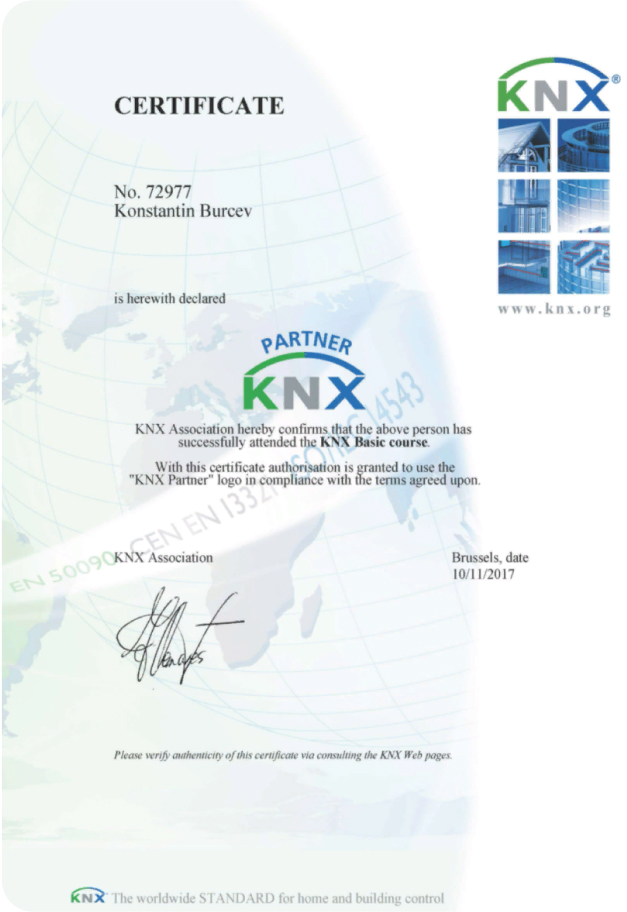 KNX®
CERTIFICATE
No. 72977
Konstantin Burcev
www.knx.org
is herewith declared
PARTNER
KNX
KNX Association hereby confirms that the above person has
successfully attended the KNX Basic course.
With this certificate authorisation is granted to use the
"KNX Partner" logo in compliance with the terms agreed upon.
EN 50090 CEN EN 13321 14543
KNX Association
Brussels, date
10/11/2017
Please verify authenticity of this certificate via consulting the KNX Web pages.
KNX The worldwide STANDARD for home and building control